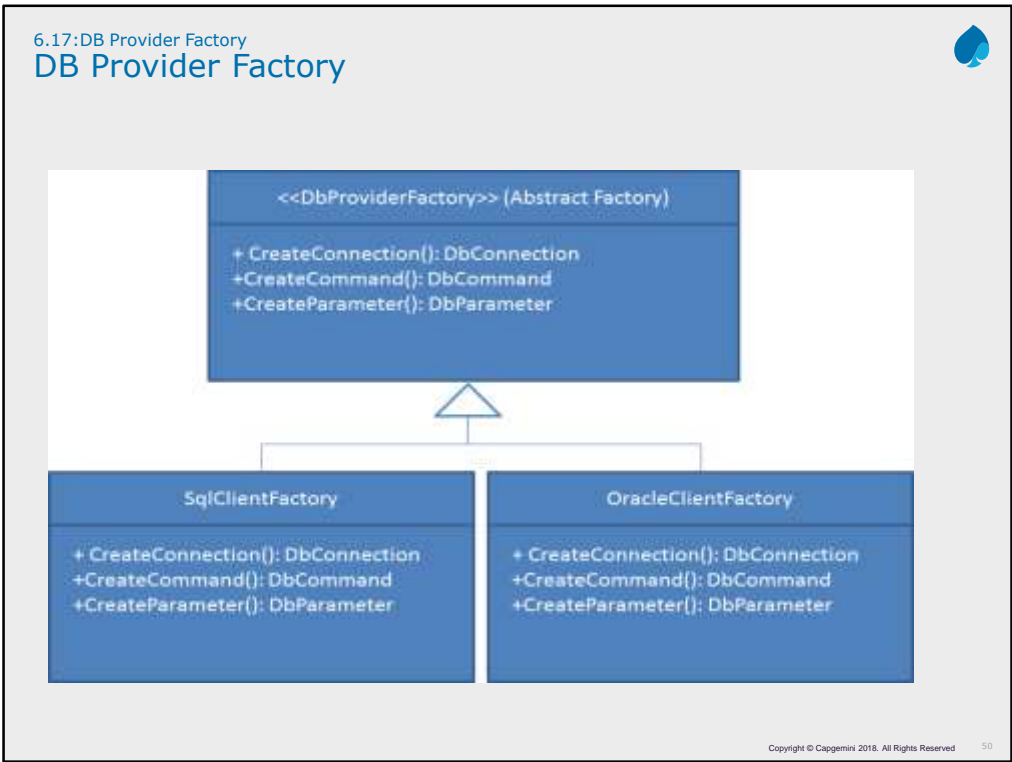 6.17:DB Provider Factory
DB Provider Factory
<<DbProviderFactory>> (Abstract Factory)
+ CreateConnection(): DbConnection
+CreateCommand(): DbCommand
+CreateParameter(): DbParameter
SqlClientFactory
+ CreateConnection(): DbConnection
+CreateCommand(): DbCommand
+CreateParameter(): DbParameter
OracleClientFactory
+ CreateConnection(): DbConnection
+CreateCommand(): DbCommand
+CreateParameter(): DbParameter
Copyright © Capgemini 2018. All Rights Reserved 50